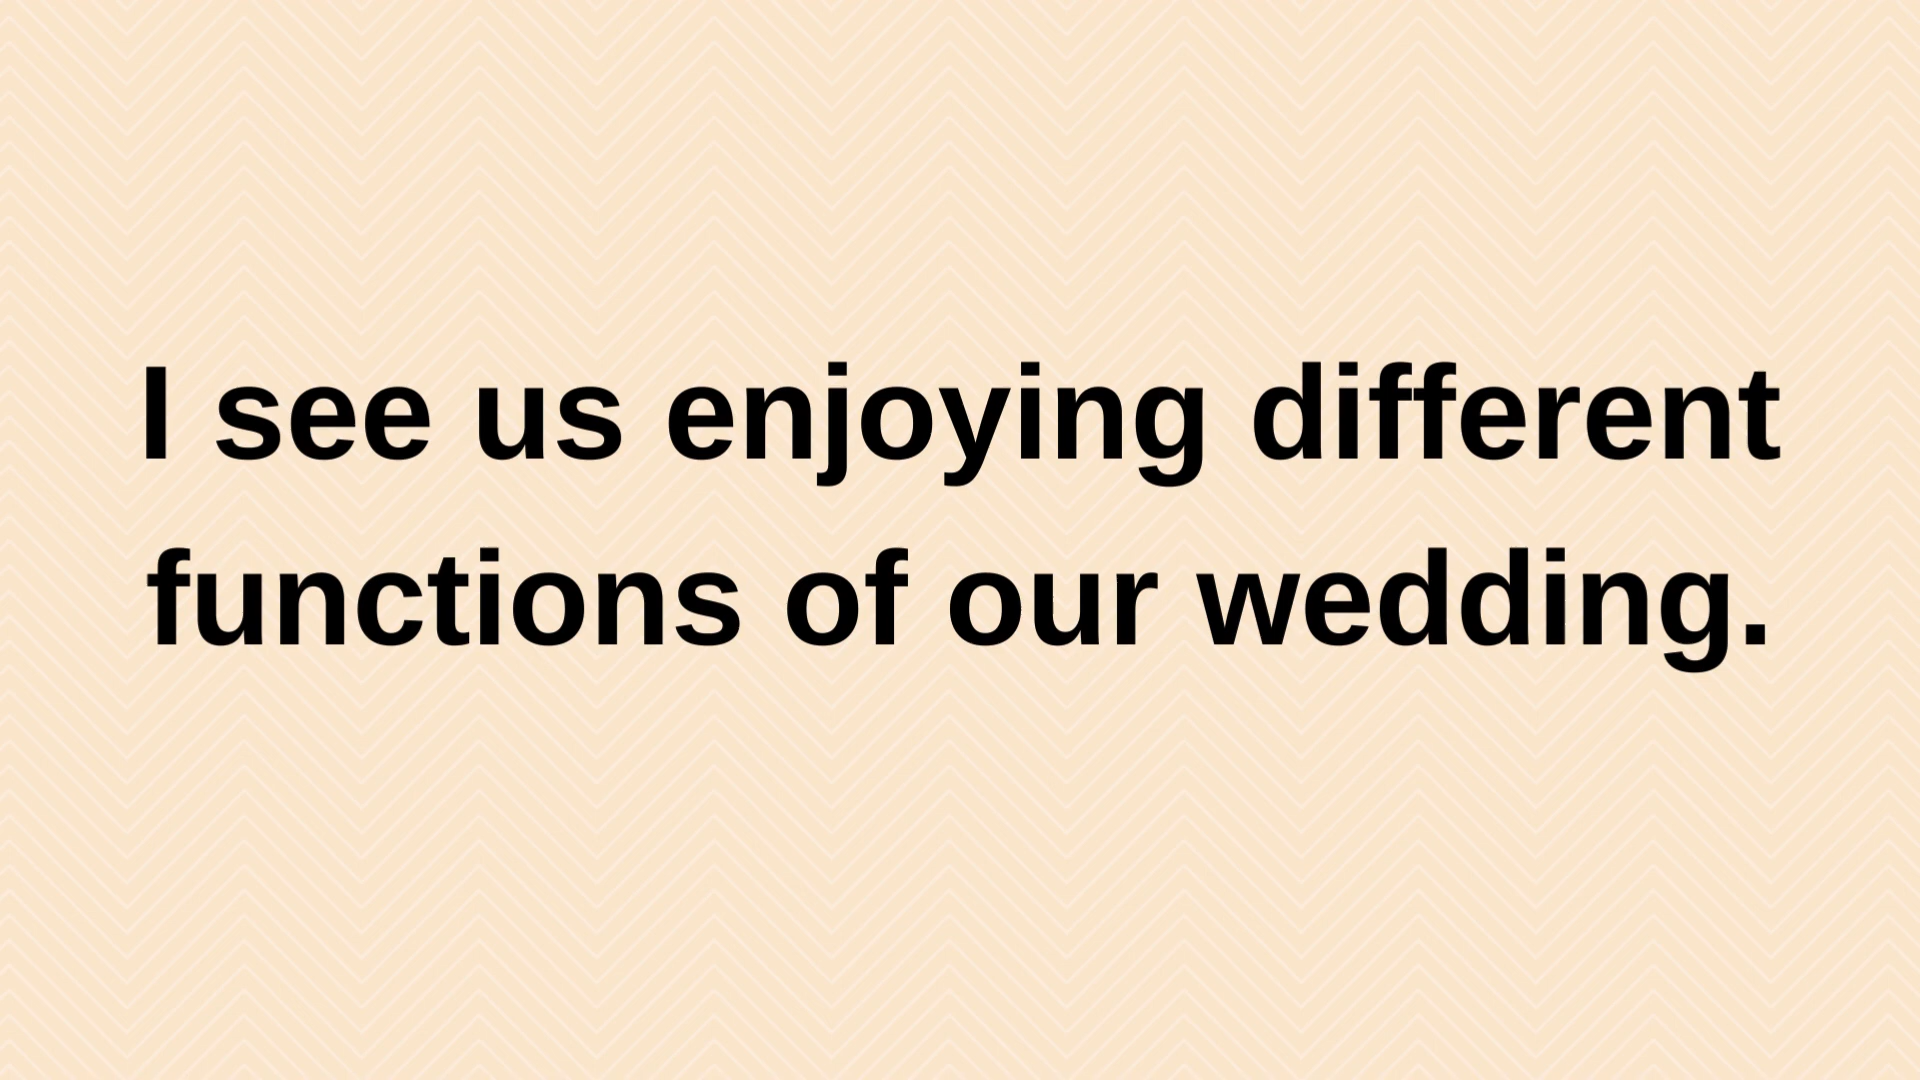 I see us enjoying different
functions of our wedding.